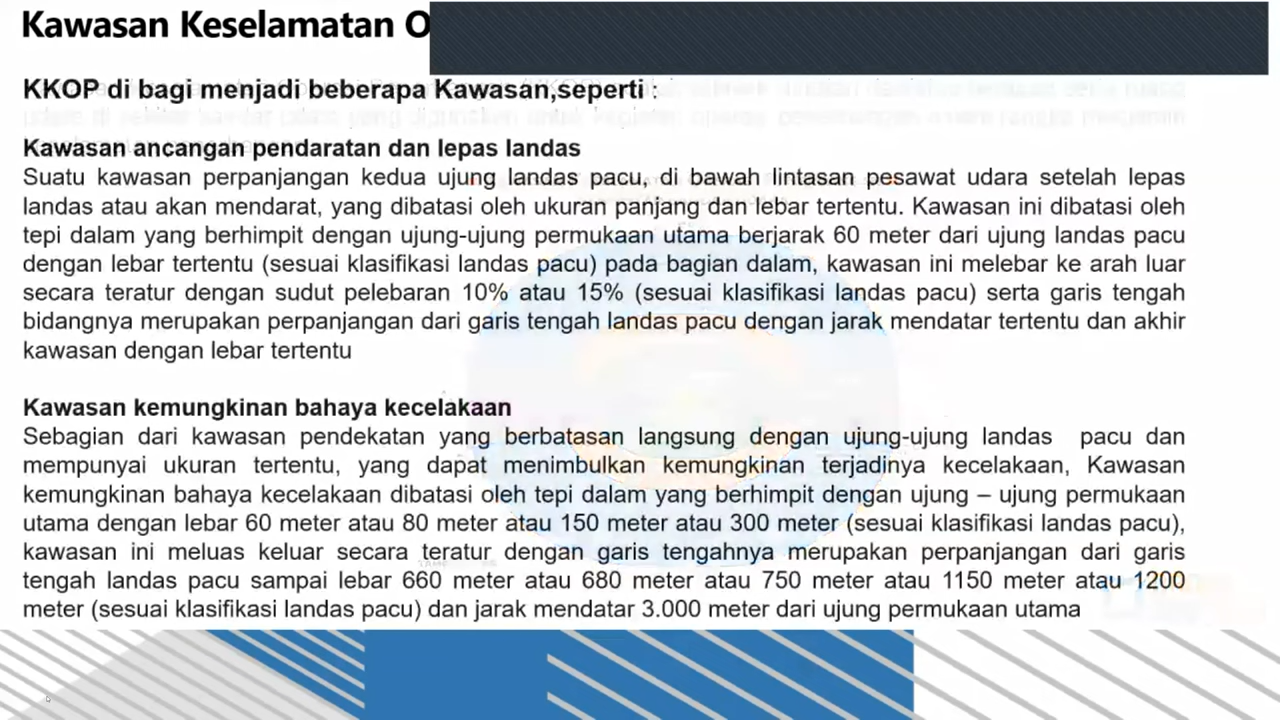 Kawasan Keselamatan O
KKOP di bagi menjadi beberapa Kawasan,seperti :
Kawasan ancangan pendaratan dan lepas landas
Suatu kawasan perpanjangan kedua ujung landas pacu, di bawah lintasan pesawat udara setelah lepas
landas atau akan mendarat, yang dibatasi oleh ukuran panjang dan lebar tertentu. Kawasan ini dibatasi oleh
tepi dalam yang berhimpit dengan ujung-ujung permukaan utama berjarak 60 meter dari ujung landas pacu
dengan lebar tertentu (sesuai klasifikasi landas pacu) pada bagian dalam, kawasan ini melebar ke arah luar
secara teratur dengan sudut pelebaran 10% atau 15% (sesuai klasifikasi landas pacu) serta garis tengah
bidangnya merupakan perpanjangan dari garis tengah landas pacu dengan jarak mendatar tertentu dan akhir
kawasan dengan lebar tertentu
Kawasan kemungkinan bahaya kecelakaan
Sebagian dari kawasan pendekatan yang berbatasan langsung dengan ujung-ujung landas pacu dan
mempunyai ukuran tertentu, yang dapat menimbulkan kemungkinan terjadinya kecelakaan, Kawasan
kemungkinan bahaya kecelakaan dibatasi oleh tepi dalam yang berhimpit dengan ujung – ujung permukaan
utama dengan lebar 60 meter atau 80 meter atau 150 meter atau 300 meter (sesuai klasifikasi landas pacu),
kawasan ini meluas keluar secara teratur dengan garis tengahnya merupakan perpanjangan dari garis
tengah landas pacu sampai lebar 660 meter atau 680 meter atau 750 meter atau 1150 meter atau 1200
meter (sesuai klasifikasi landas pacu) dan jarak mendatar 3.000 meter dari ujung permukaan utama